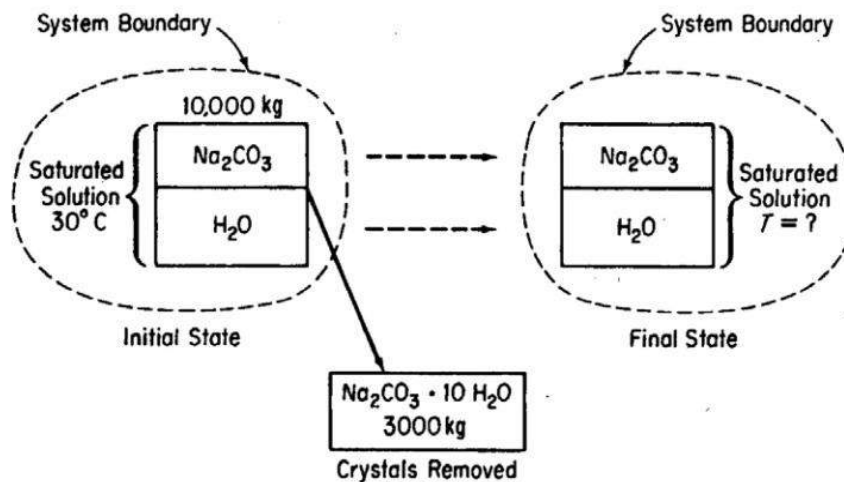 System Boundary
System Boundary
10,000 kg
Saturated
Solution
30° C
Na₂CO₃
H₂O
Na₂CO₃
H₂O
Saturated
Solution
T = ?
Initial State
Final State
Na₂CO₃ · 10 H₂O
3000 kg
Crystals Removed